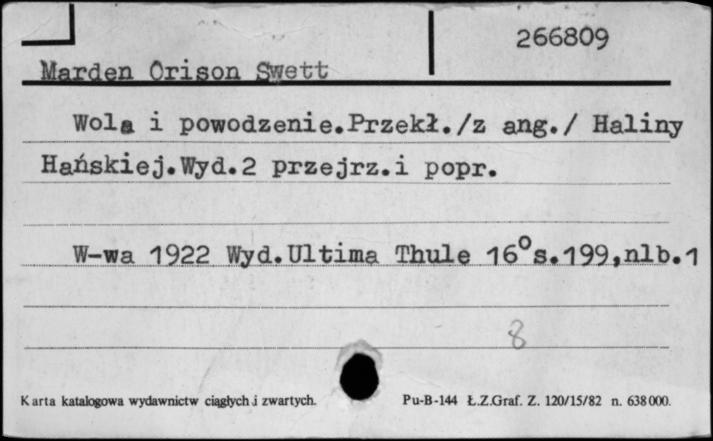 266809
Marden Orison Swett
Wola i powodzenie.Przekł./z ang./ Haliny
Hańskiej.Wyd.2 przejrz.i popr.
W-wa 1922 Wyd.Ultima Thule 16°s.199,nlb.1
8
Karta katalogowa wydawnictw ciągłych i zwartych.
Pu-B-144 Ł.Z.Graf. Z. 120/15/82 n. 638000.